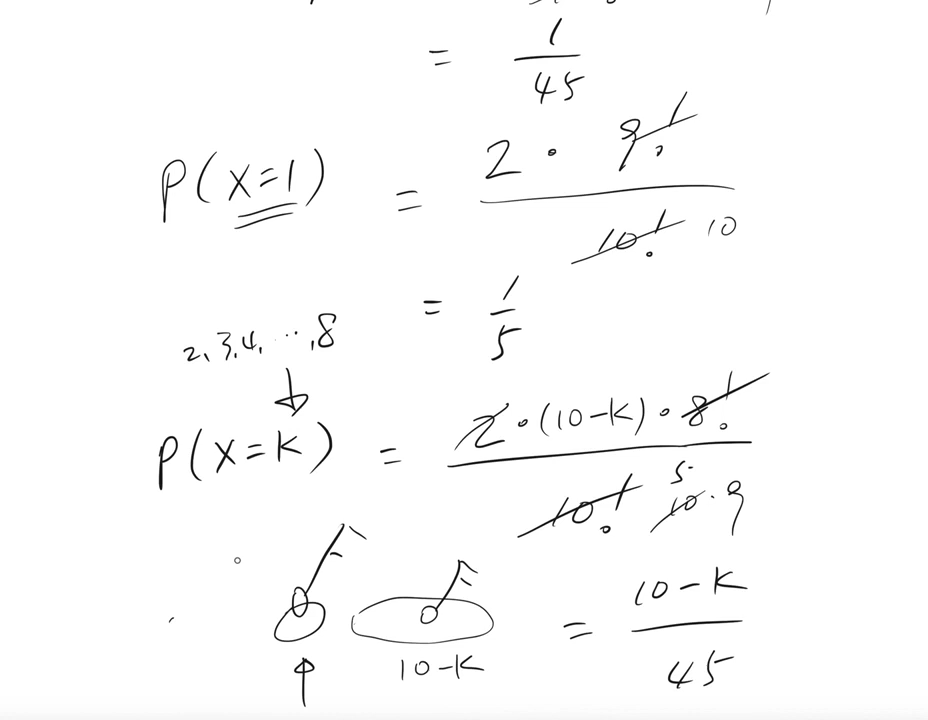 = 1/45
P(X=1) = 2 · 9! / 10! 10
= 1/5
2, 3, 4, ..., 8
P(X=K) = 2 · (10-K) · 8! / 10! 10 · 9 5
10-K
= 10-K / 45